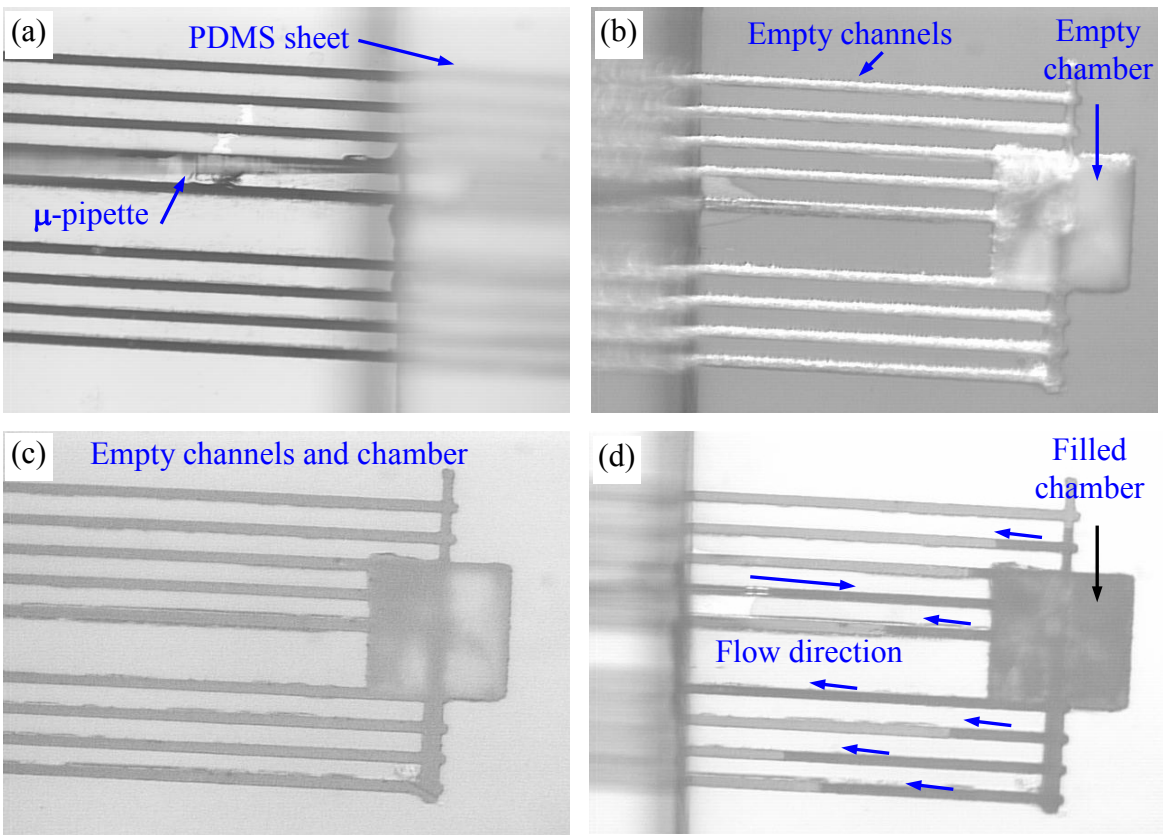 (a)
PDMS sheet
μ-pipette
(b)
Empty channels
Empty
chamber
(c)
Empty channels and chamber
(d)
Filled
chamber
Flow direction